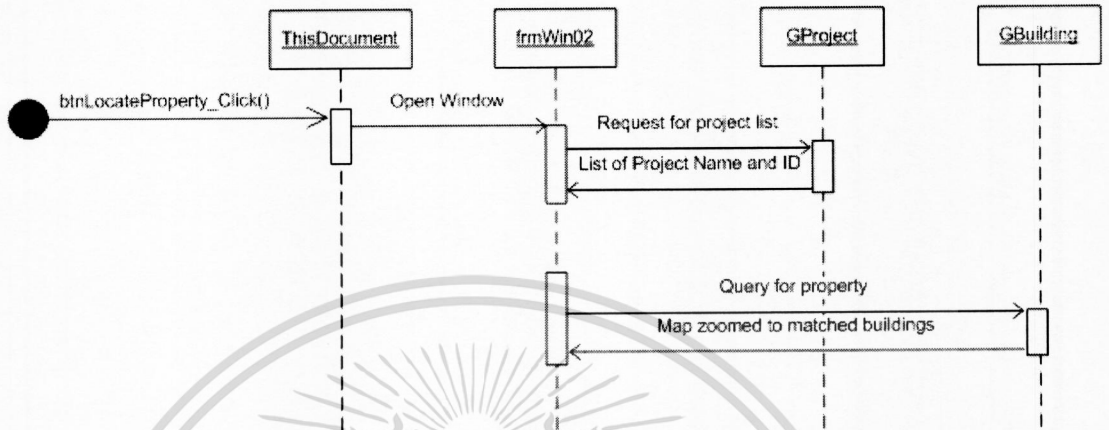 ThisDocument
frmWin02
GProject
GBuilding
btnLocateProperty_Click()
Open Window
Request for project list
List of Project Name and ID
Query for property
Map zoomed to matched buildings